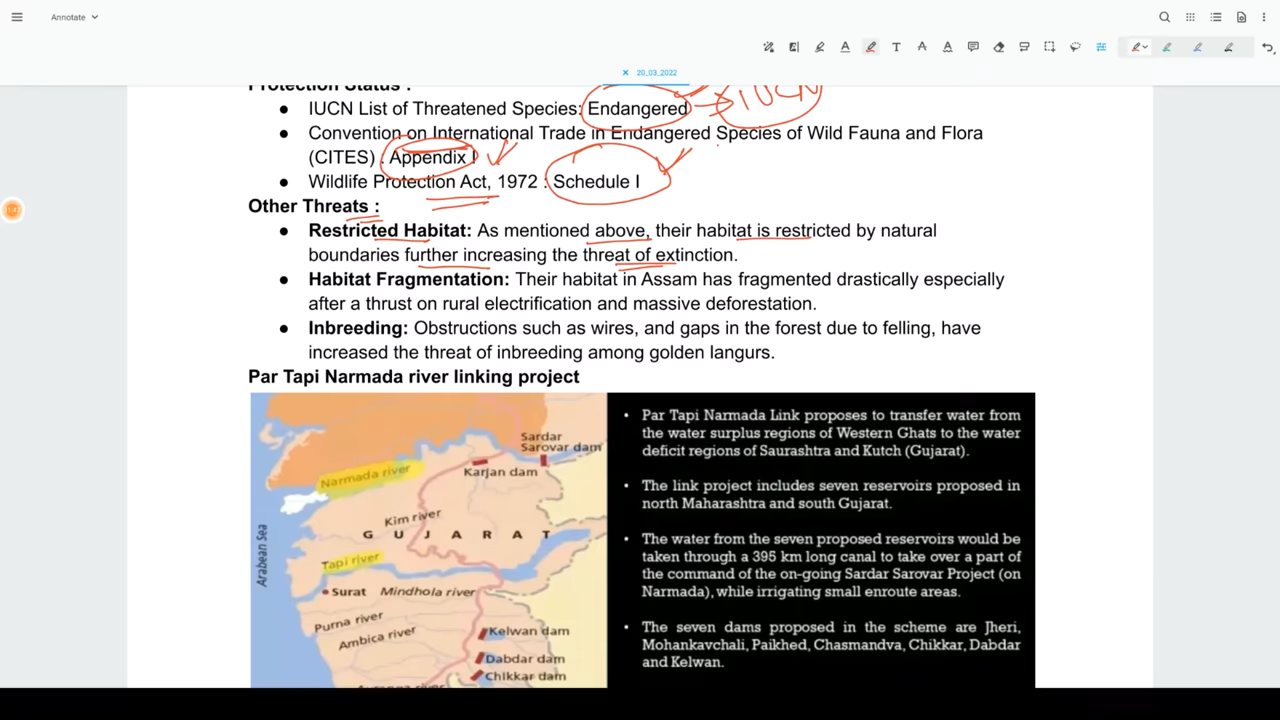 Annotate
20_03_2022
Protection Status :
● IUCN List of Threatened Species: Endangered
IUCN
● Convention on International Trade in Endangered Species of Wild Fauna and Flora
(CITES) : Appendix I
● Wildlife Protection Act, 1972 : Schedule I
Other Threats :
● Restricted Habitat: As mentioned above, their habitat is restricted by natural
boundaries further increasing the threat of extinction.
● Habitat Fragmentation: Their habitat in Assam has fragmented drastically especially
after a thrust on rural electrification and massive deforestation.
● Inbreeding: Obstructions such as wires, and gaps in the forest due to felling, have
increased the threat of inbreeding among golden langurs.
Par Tapi Narmada river linking project
Sardar
Sarovar dam
Narmada river
Karjan dam
Kim river
GUJARAT
Arabean Sea
Tapi river
Surat
Mindhola river
Purna river
Ambica river
Kelwan dam
Dabdar dam
Chikkar dam
• Par Tapi Narmada Link proposes to transfer water from
the water surplus regions of Western Ghats to the water
deficit regions of Saurashtra and Kutch (Gujarat).
• The link project includes seven reservoirs proposed in
north Maharashtra and south Gujarat.
• The water from the seven proposed reservoirs would be
taken through a 395 km long canal to take over a part of
the command of the on-going Sardar Sarovar Project (on
Narmada), while irrigating small enroute areas.
• The seven dams proposed in the scheme are Jheri,
Mohankavchali, Paikhed, Chasmandva, Chikkar, Dabdar
and Kelwan.